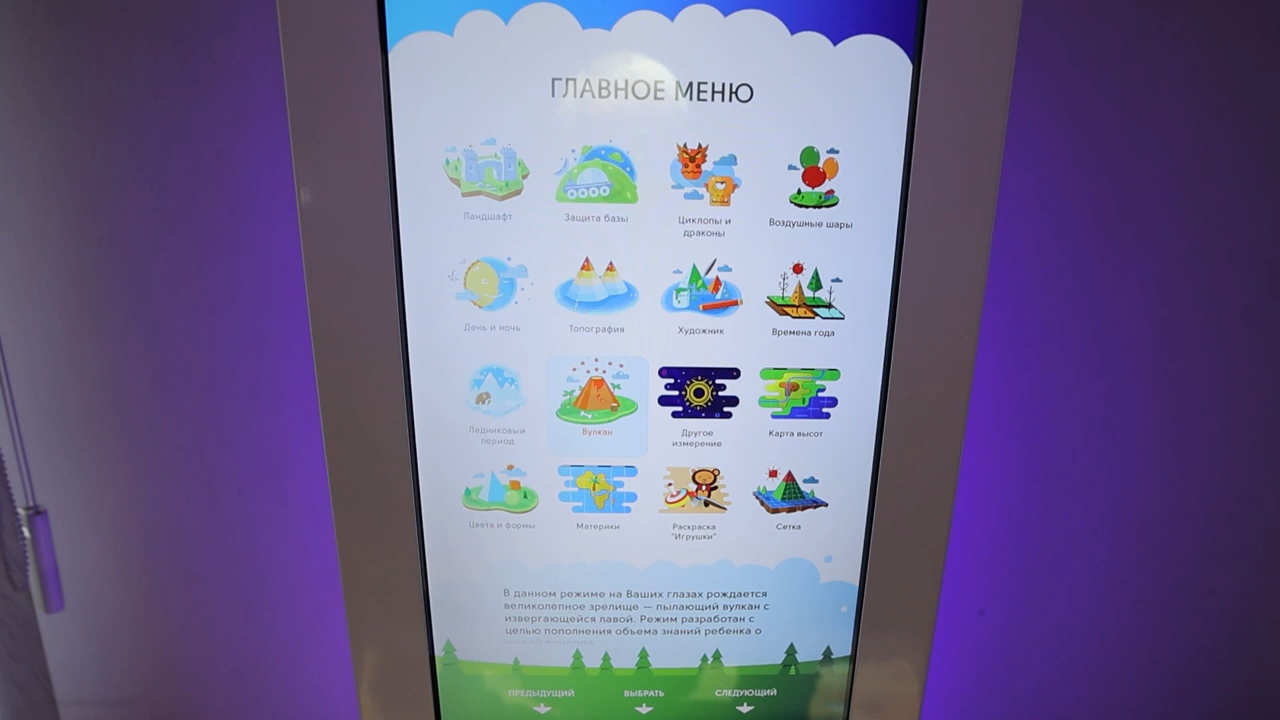 ГЛАВНОЕ МЕНЮ
Ландшафт
Защита базы
Циклопы и
драконы
Воздушные шары
День и ночь
Топография
Художник
Времена года
Ледниковый
период
Вулкан
Другое
измерение
Карта высот
Цвета и формы
Материки
Раскраска
"Игрушки"
Сетка
В данном режиме на Ваших глазах рождается
великолепное зрелище — пылающий вулкан с
извергающейся лавой. Режим разработан с
целью пополнения объема знаний ребенка о
ПРЕДЫДУЩИЙ
ВЫБРАТЬ
СЛЕДУЮЩИЙ